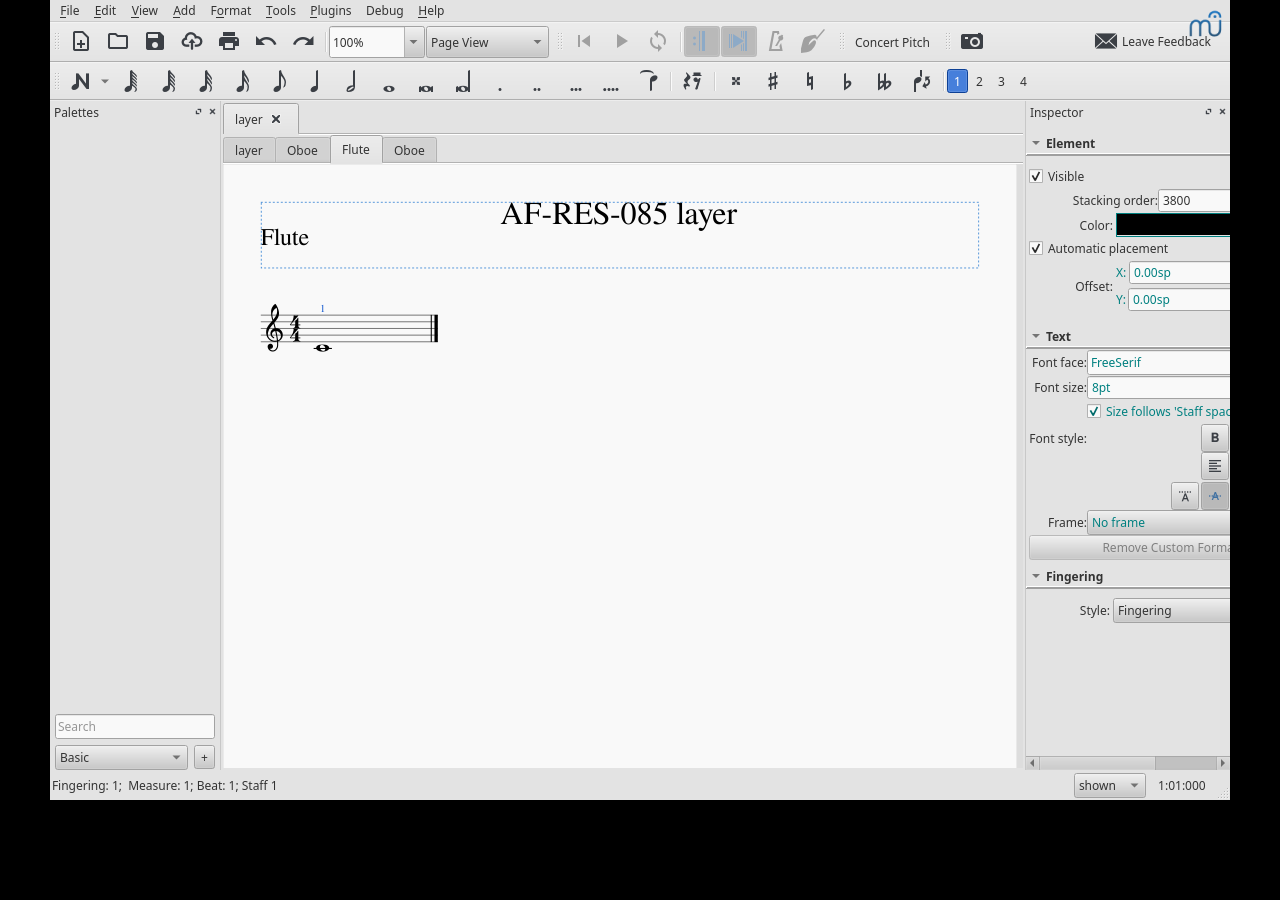 File Edit View Add Format Tools Plugins Debug Help
100% Page View Concert Pitch Leave Feedback
1 2 3 4
Palettes
layer
layer Oboe Flute Oboe
AF-RES-085 layer
Flute
1
4
4
Search
Basic +
Inspector
Element
Visible
Stacking order: 3800
Color:
Automatic placement
Offset: X: 0.00sp
Y: 0.00sp
Text
Font face: FreeSerif
Font size: 8pt
Size follows 'Staff spac
Font style: B
Frame: No frame
Remove Custom Forma
Fingering
Style: Fingering
Fingering: 1; Measure: 1; Beat: 1; Staff 1
shown 1:01:000